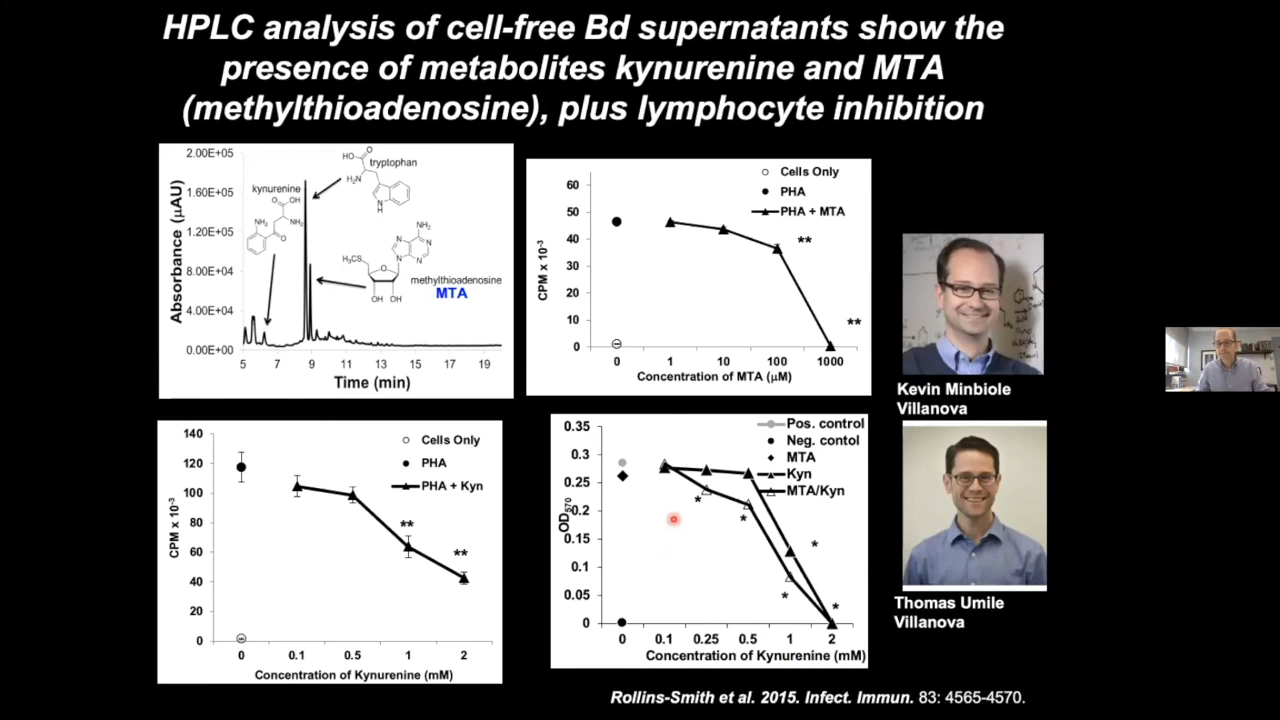 HPLC analysis of cell-free Bd supernatants show the
presence of metabolites kynurenine and MTA
(methylthioadenosine), plus lymphocyte inhibition
2.00E+05
1.60E+05
1.20E+05
8.00E+04
4.00E+04
0.00E+00
Absorbance (µAU)
5 7 9 11 13 15 17 19
Time (min)
kynurenine
O
OH
NH₂
NH₂
O
HO
O
H₂N
tryptophan
N
H
NH₂
N
N
N
N
H₃CS
O
OH OH
methylthioadenosine
MTA
60
50
40
30
20
10
0
CPM x 10⁻³
Cells Only
PHA
PHA + MTA
**
**
0 1 10 100 1000
Concentration of MTA (µM)
Kevin Minbiole
Villanova
140
120
100
80
60
40
20
0
CPM x 10⁻³
Cells Only
PHA
PHA + Kyn
**
**
0 0.1 0.5 1 2
Concentration of Kynurenine (mM)
0.35
0.3
0.25
0.2
0.15
0.1
0.05
0
OD570
Pos. control
Neg. contol
MTA
Kyn
MTA/Kyn
*
*
*
*
*
0 0.1 0.25 0.5 1 2
Concentration of Kynurenine (mM)
Thomas Umile
Villanova
Rollins-Smith et al. 2015. Infect. Immun. 83: 4565-4570.